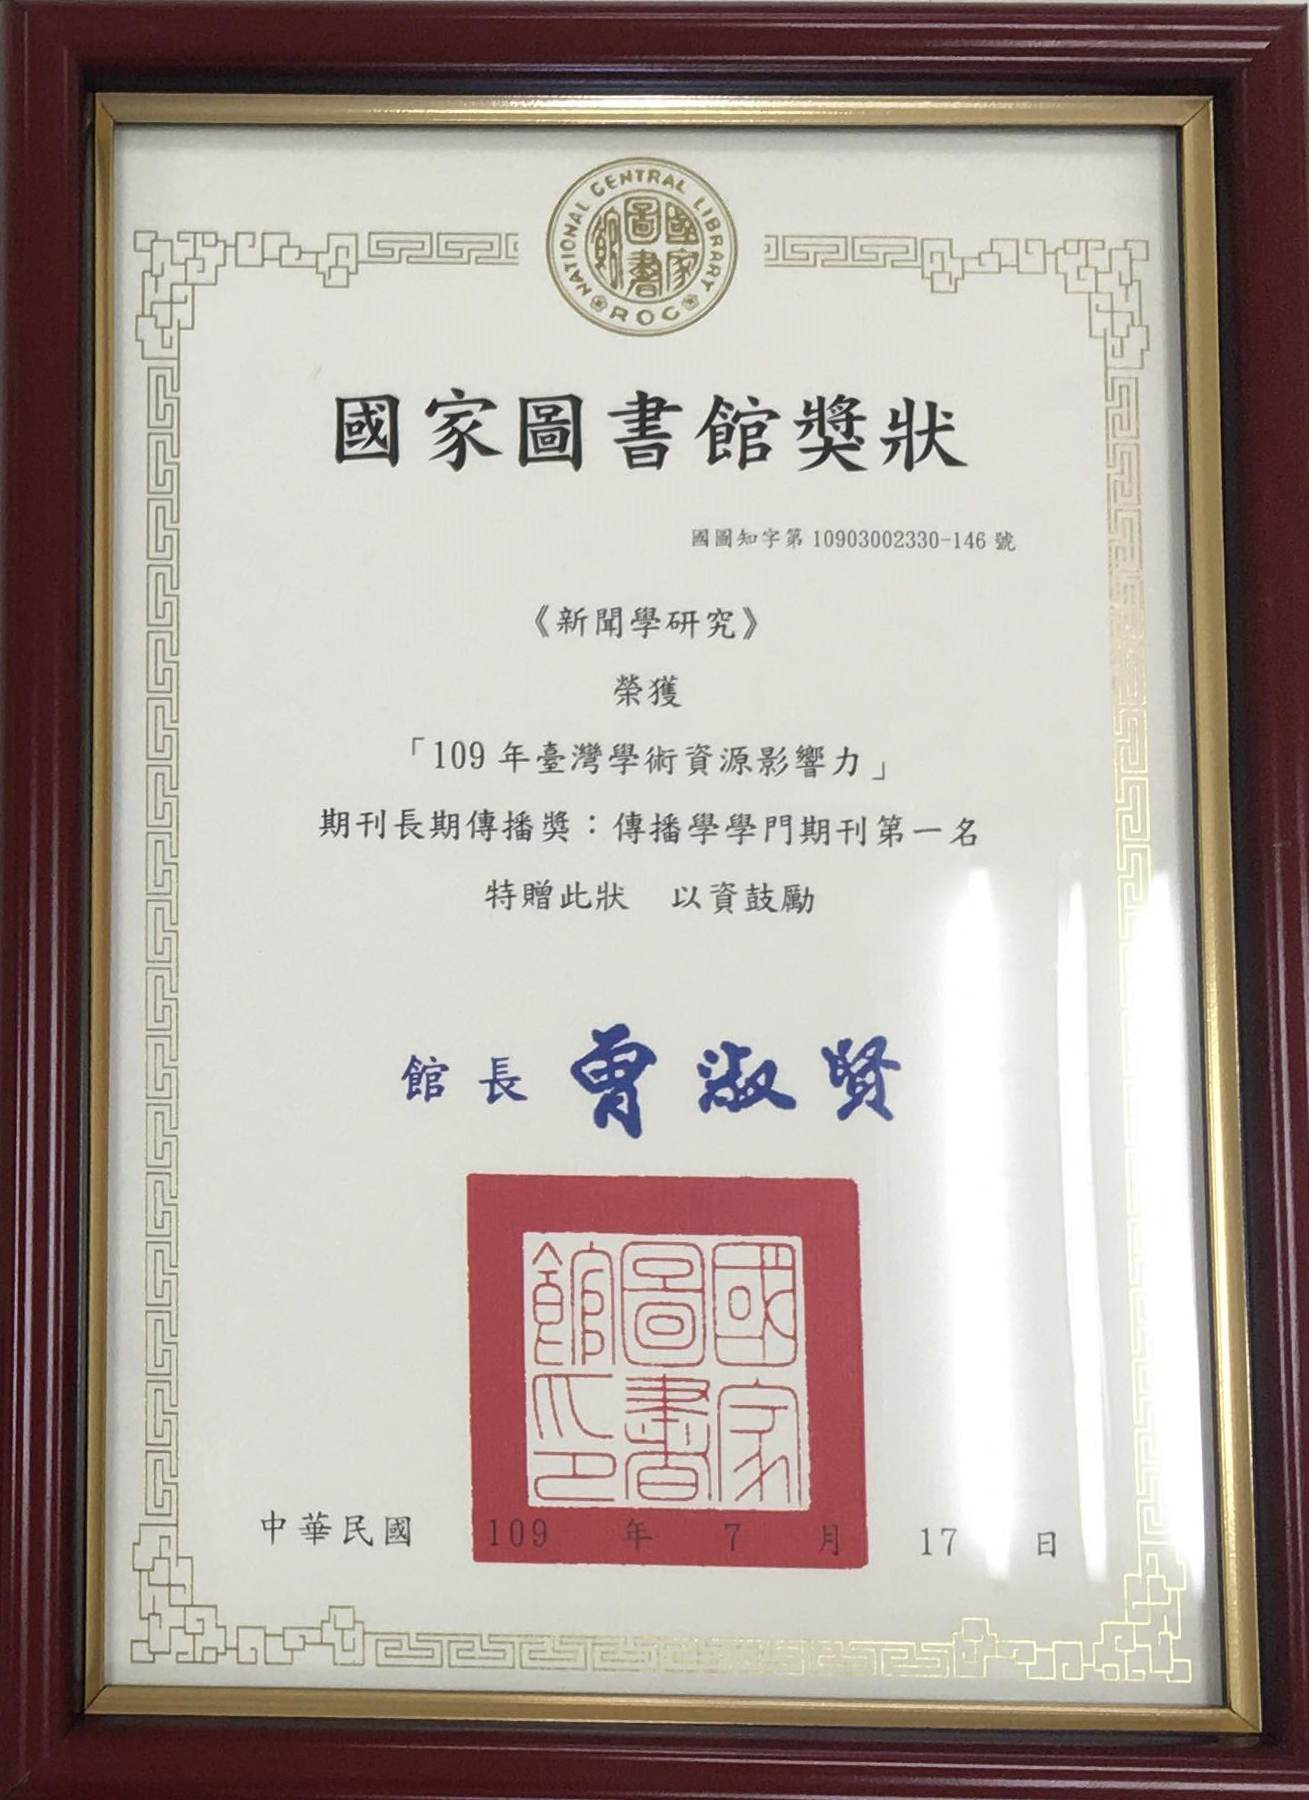 NATIONAL CENTRAL LIBRARY
ROC
國家圖書館
國家圖書館獎狀
國圖知字第 10903002330-146 號
《新聞學研究》
榮獲
「109 年臺灣學術資源影響力」
期刊長期傳播獎：傳播學學門期刊第一名
特贈此狀　以資鼓勵
館長 曾淑賢
國家圖書館印
中華民國 109 年 7 月 17 日